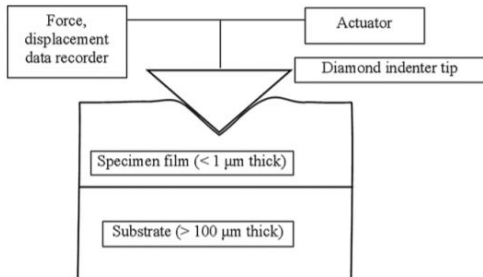 Force,
displacement
data recorder
Actuator
Diamond indenter tip
Specimen film (< 1 μm thick)
Substrate (> 100 μm thick)